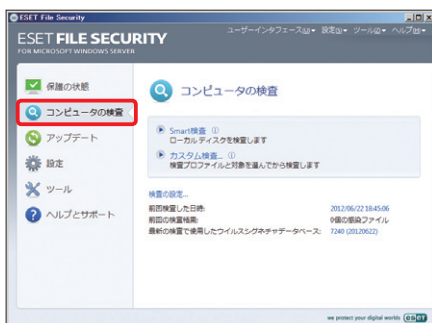 ESET File Security
ESET FILE SECURITY
FOR MICROSOFT WINDOWS SERVER
ユーザーインタフェース(U)▾ 設定(S)▾ ツール(O)▾ ヘルプ(H)▾
保護の状態
コンピュータの検査
アップデート
設定
ツール
ヘルプとサポート
コンピュータの検査
Smart検査
ローカルディスクを検査します
カスタム検査...
検査プロファイルと対象を選んでから検査します
検査の設定...
前回検査した日時: 2012/06/22 18:45:06
前回の検査結果: 0個の感染ファイル
最新の検査で使用したウイルスシグネチャデータベース: 7240 (20120622)
we protect your digital worlds eset